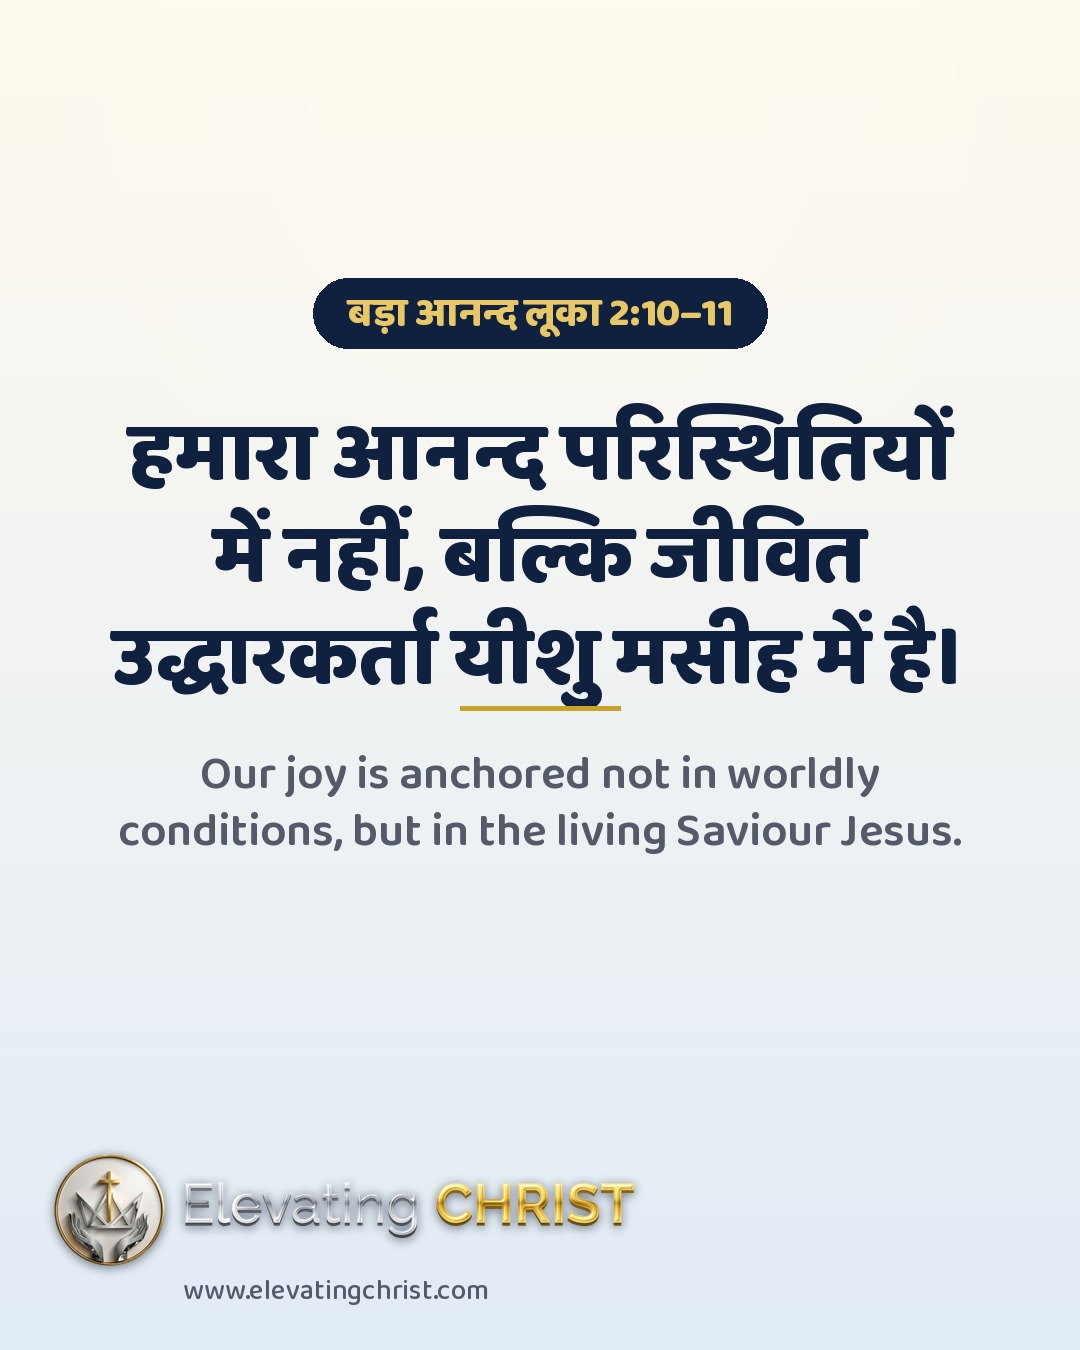 बड़ा आनन्द लूका 2:10–11
हमारा आनन्द परिस्थितियों
में नहीं, बल्कि जीवित
उद्धारकर्ता यीशु मसीह में है।
Our joy is anchored not in worldly
conditions, but in the living Saviour Jesus.
Elevating CHRIST
www.elevatingchrist.com